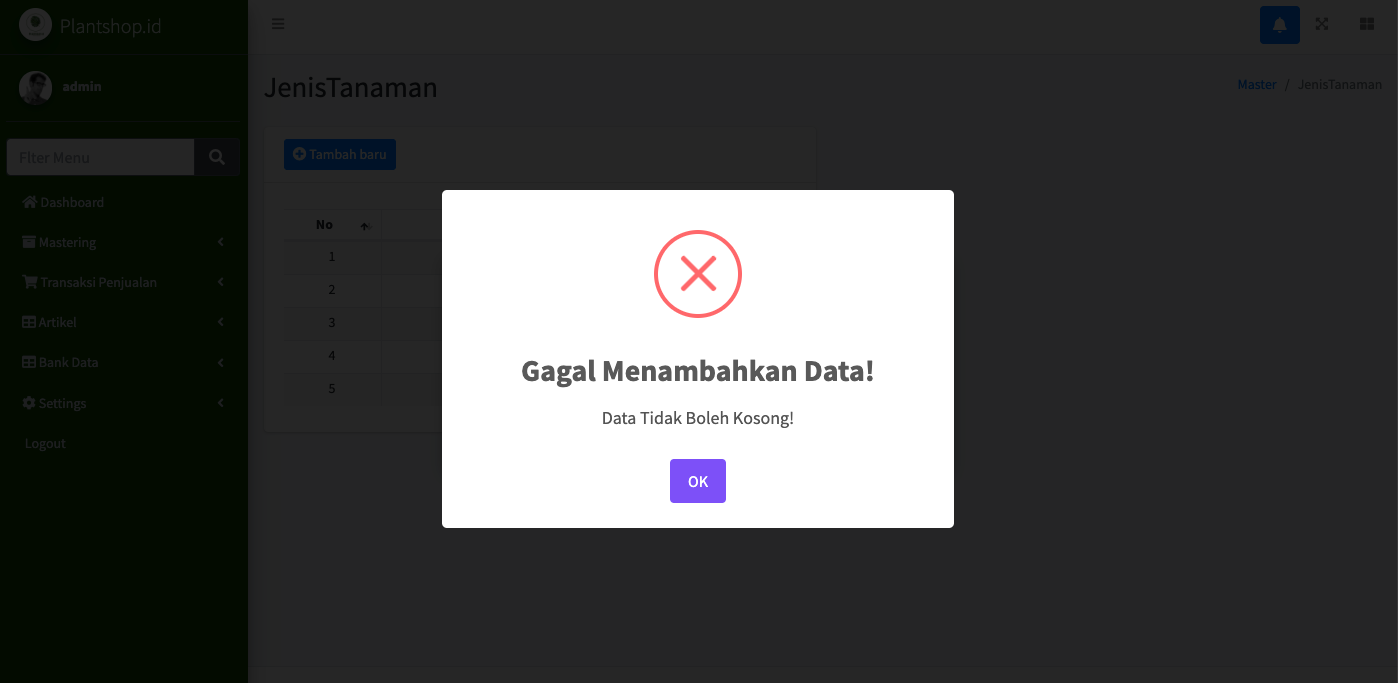 Plantshop.id
admin
FIter Menu
Dashboard
Mastering
Transaksi Penjualan
Artikel
Bank Data
Settings
Logout
JenisTanaman
Master / JenisTanaman
Tambah baru
No
1
2
3
4
5
Gagal Menambahkan Data!
Data Tidak Boleh Kosong!
OK